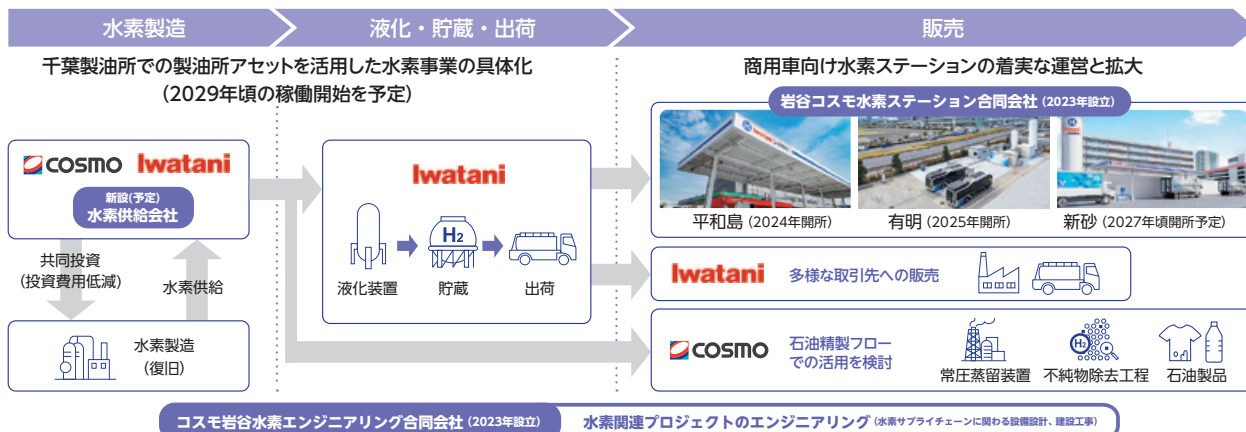 水素製造
液化・貯蔵・出荷
販売
千葉製油所での製油所アセットを活用した水素事業の具体化
(2029年頃の稼働開始を予定)
COSMO Iwatani
新設(予定)
水素供給会社
共同投資
(投資費用低減)
水素供給
水素製造
(復旧)
Iwatani
H2
液化装置
貯蔵
出荷
商用車向け水素ステーションの着実な運営と拡大
岩谷コスモ水素ステーション合同会社 (2023年設立)
平和島 (2024年開所)
有明 (2025年開所)
新砂 (2027年頃開所予定)
Iwatani
多様な取引先への販売
COSMO
石油精製フロー
での活用を検討
H2
常圧蒸留装置
不純物除去工程
石油製品
コスモ岩谷水素エンジニアリング合同会社 (2023年設立)
水素関連プロジェクトのエンジニアリング (水素サプライチェーンに関わる設備設計、建設工事)